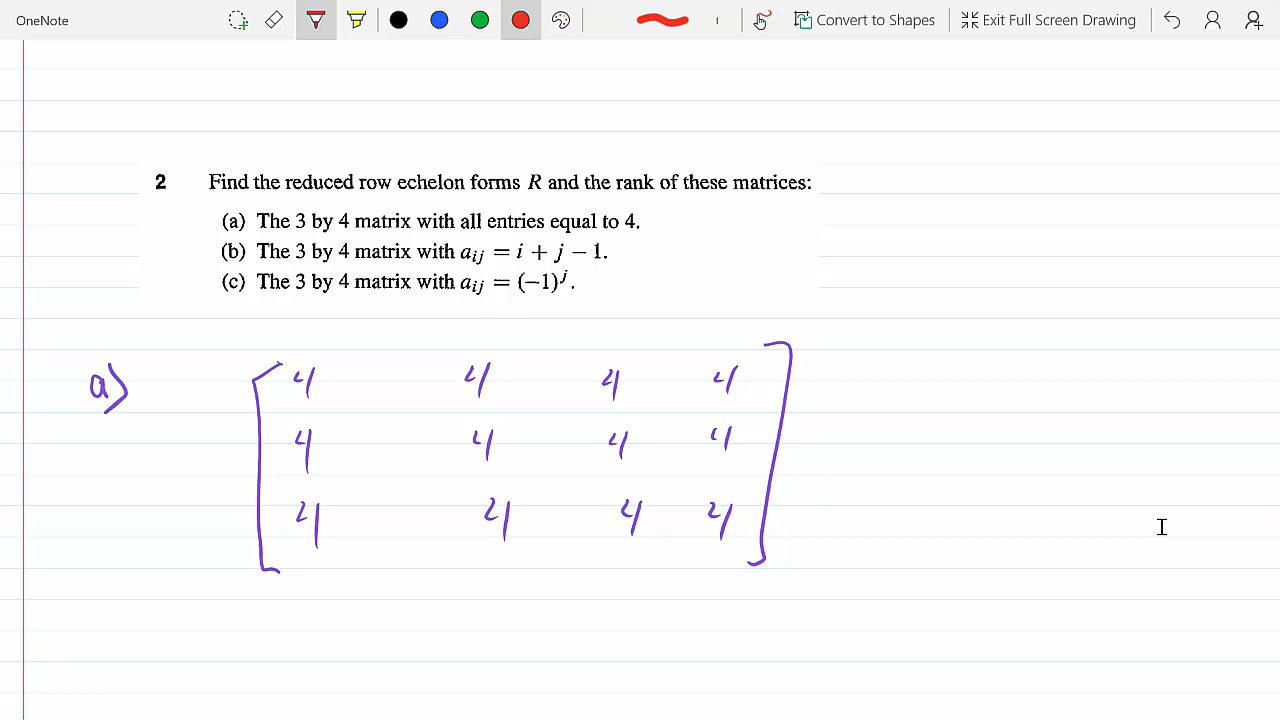 OneNote
Convert to Shapes
Exit Full Screen Drawing
2 Find the reduced row echelon forms R and the rank of these matrices:
(a) The 3 by 4 matrix with all entries equal to 4.
(b) The 3 by 4 matrix with aᵢⱼ = i + j − 1.
(c) The 3 by 4 matrix with aᵢⱼ = (−1)ʲ.
a) 4 4 4 4
4 4 4 4
4 4 4 4